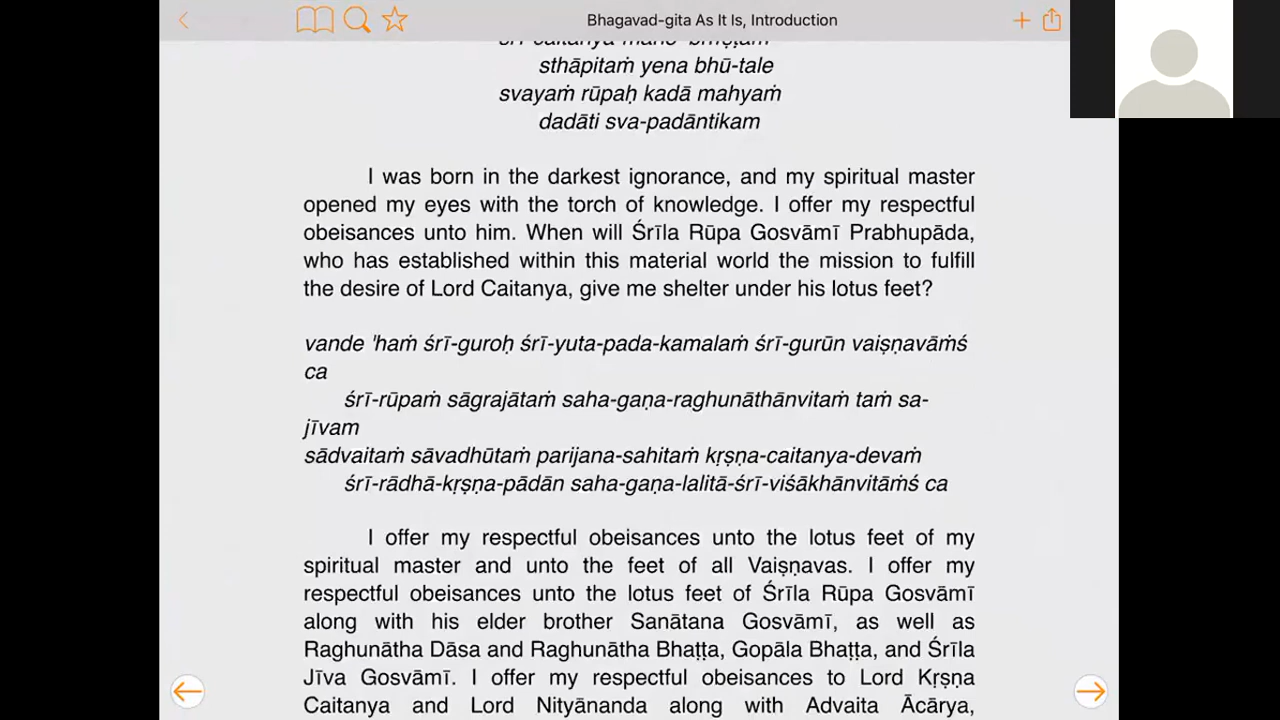 Bhagavad-gita As It Is, Introduction
sthāpitaṁ yena bhū-tale
svayaṁ rūpaḥ kadā mahyaṁ
dadāti sva-padāntikam
I was born in the darkest ignorance, and my spiritual master
opened my eyes with the torch of knowledge. I offer my respectful
obeisances unto him. When will Śrīla Rūpa Gosvāmī Prabhupāda,
who has established within this material world the mission to fulfill
the desire of Lord Caitanya, give me shelter under his lotus feet?
vande 'haṁ śrī-guroḥ śrī-yuta-pada-kamalaṁ śrī-gurūn vaiṣṇavāṁś
ca
śrī-rūpaṁ sāgrajātaṁ saha-gaṇa-raghunāthānvitaṁ taṁ sa-
jīvam
sādvaitaṁ sāvadhūtaṁ parijana-sahitaṁ kṛṣṇa-caitanya-devaṁ
śrī-rādhā-kṛṣṇa-pādān saha-gaṇa-lalitā-śrī-viśākhānvitāṁś ca
I offer my respectful obeisances unto the lotus feet of my
spiritual master and unto the feet of all Vaiṣṇavas. I offer my
respectful obeisances unto the lotus feet of Śrīla Rūpa Gosvāmī
along with his elder brother Sanātana Gosvāmī, as well as
Raghunātha Dāsa and Raghunātha Bhaṭṭa, Gopāla Bhaṭṭa, and Śrīla
Jīva Gosvāmī. I offer my respectful obeisances to Lord Kṛṣṇa
Caitanya and Lord Nityānanda along with Advaita Ācārya,